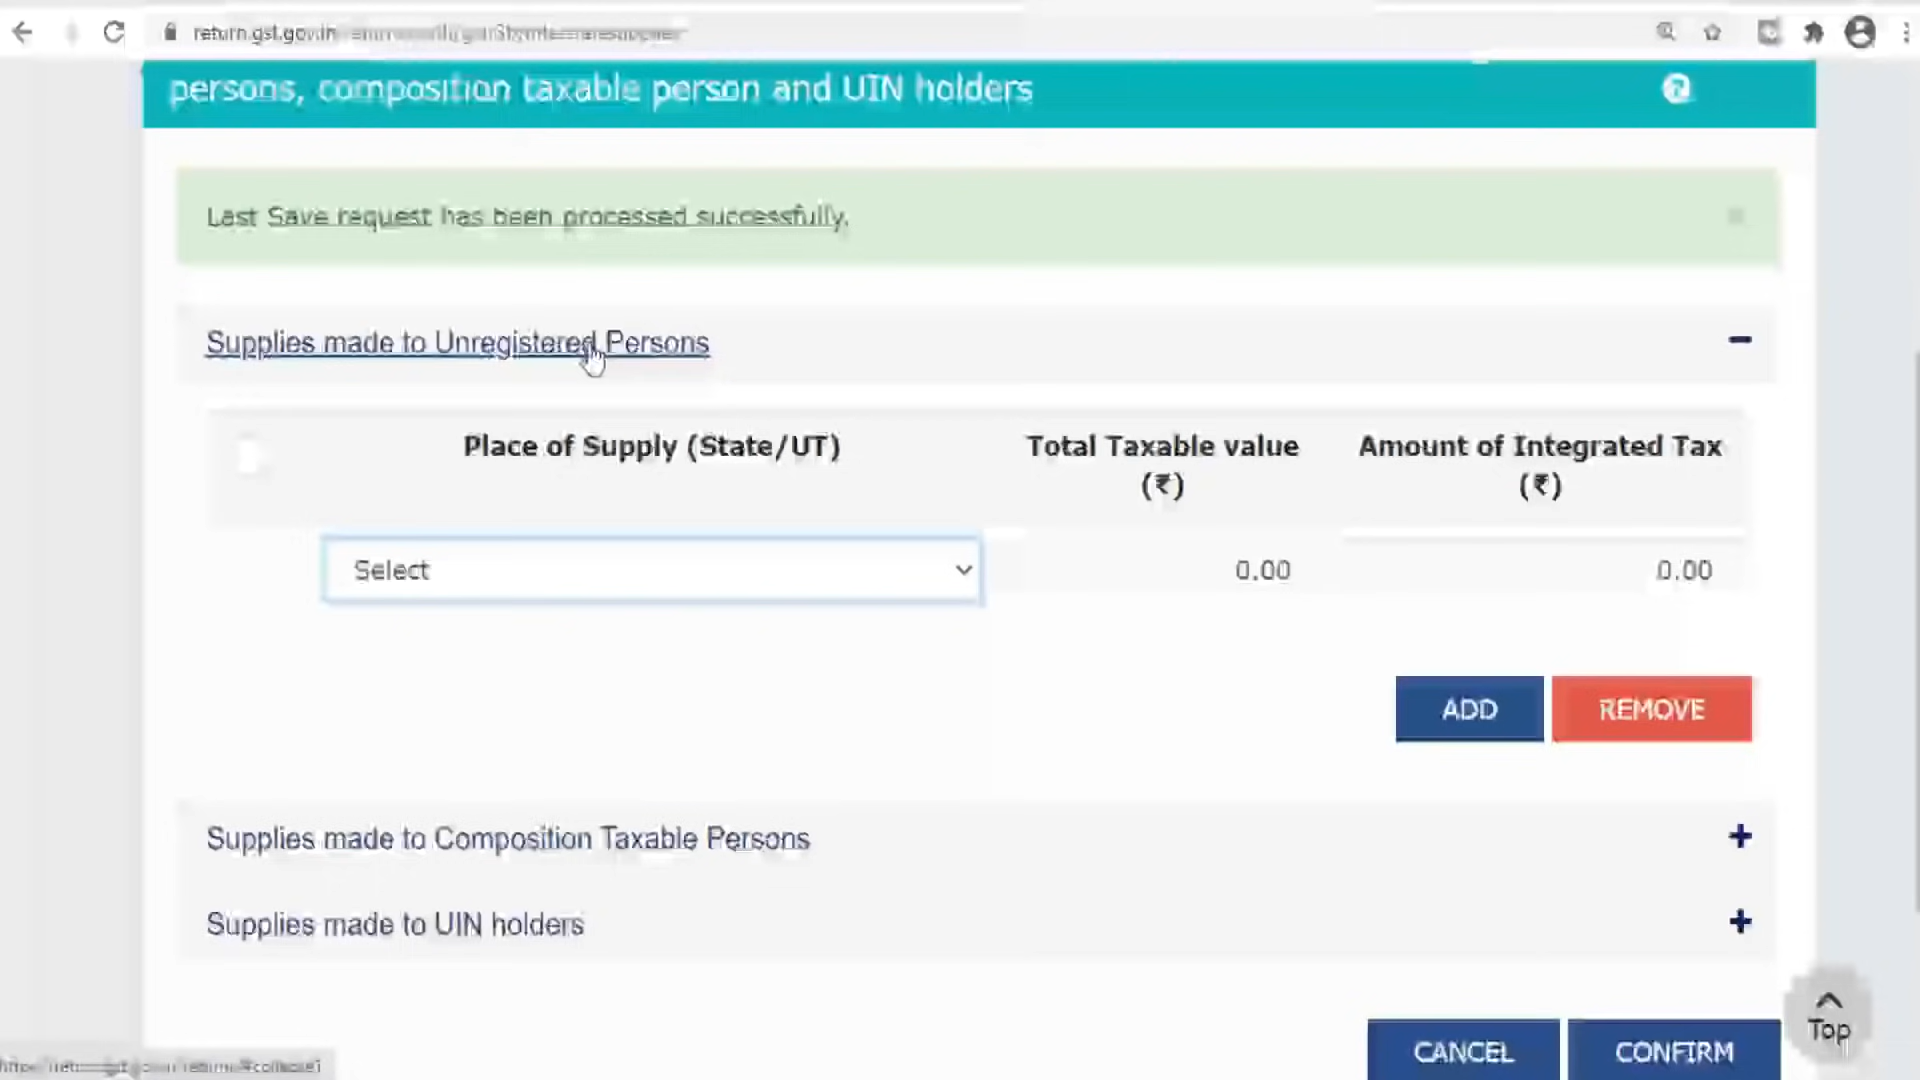 return.gst.gov.in
persons, composition taxable person and UIN holders
Last Save request has been processed successfully.
Supplies made to Unregistered Persons
Place of Supply (State/UT)
Total Taxable value (₹)
Amount of Integrated Tax (₹)
Select
0.00
0.00
ADD
REMOVE
Supplies made to Composition Taxable Persons
Supplies made to UIN holders
Top
CANCEL
CONFIRM